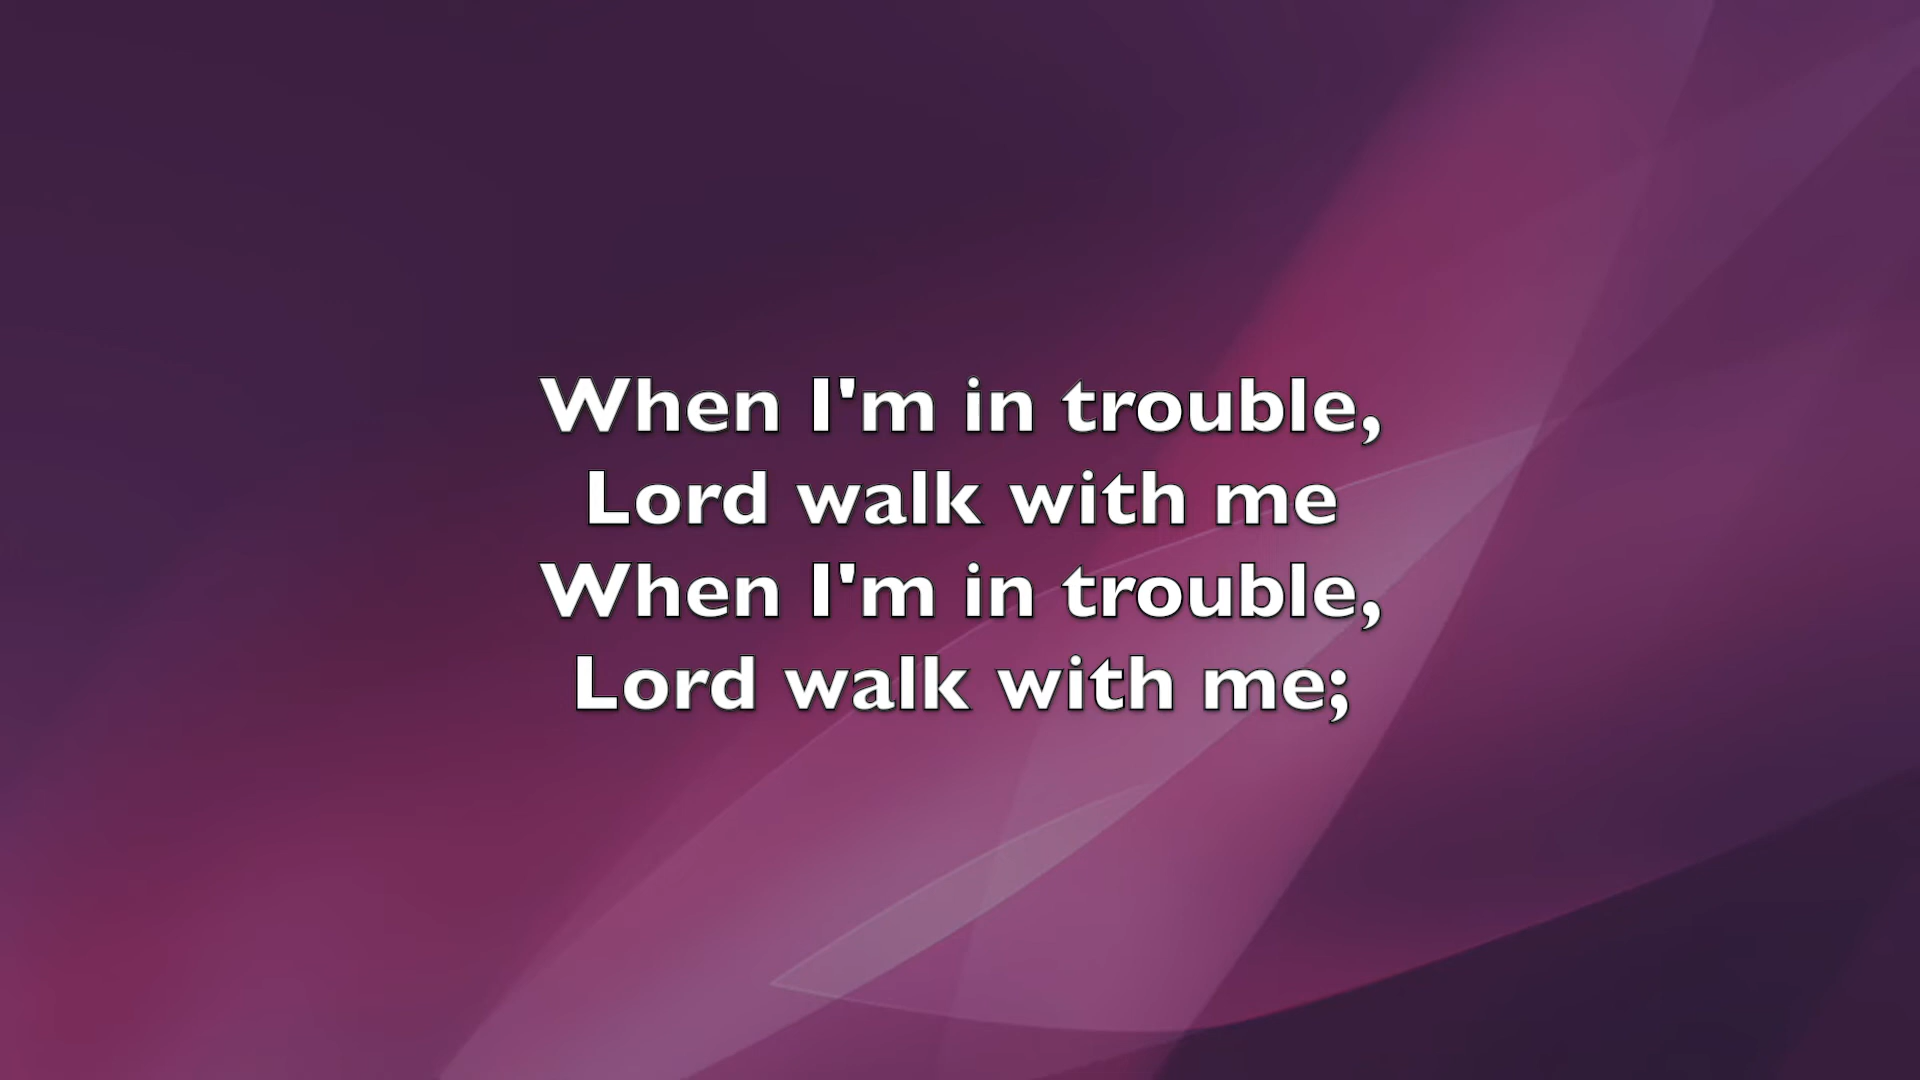 When I'm in trouble,
Lord walk with me
When I'm in trouble,
Lord walk with me;